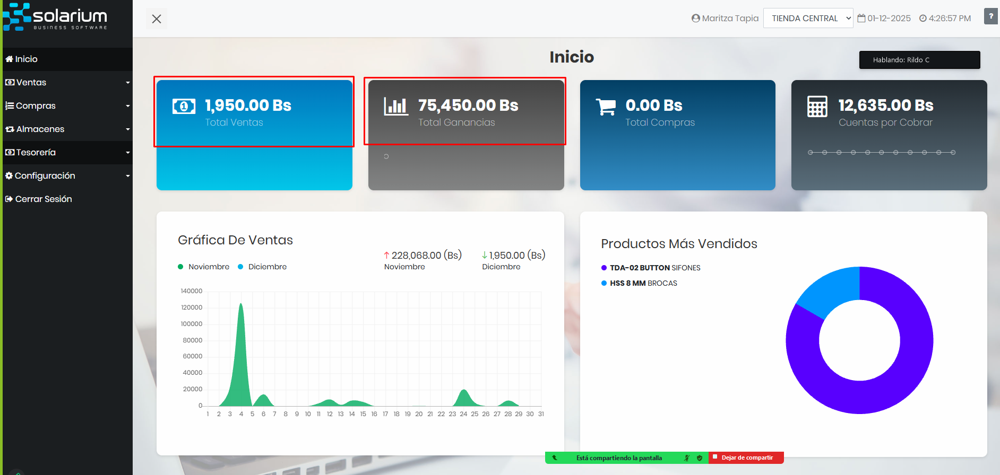 solarium
BUSINESS SOFTWARE
Inicio
Ventas
Compras
Almacenes
Tesorería
Configuración
Cerrar Sesión
Maritza Tapia
TIENDA CENTRAL
01-12-2025
4:26:57 PM
?
Inicio
Hablando: Rildo C
1,950.00 Bs
Total Ventas
75,450.00 Bs
Total Ganancias
0.00 Bs
Total Compras
12,635.00 Bs
Cuentas por Cobrar
Gráfica De Ventas
Noviembre Diciembre
228,068.00 (Bs)
Noviembre
1,950.00 (Bs)
Diciembre
140000
120000
100000
80000
60000
40000
20000
0
1 2 3 4 5 6 7 8 9 10 11 12 13 14 15 16 17 18 19 20 21 22 23 24 25 26 27 28 29 30 31
Productos Más Vendidos
TDA-02 BUTTON SIFONES
HSS 8 MM BROCAS
Está compartiendo la pantalla
Dejar de compartir